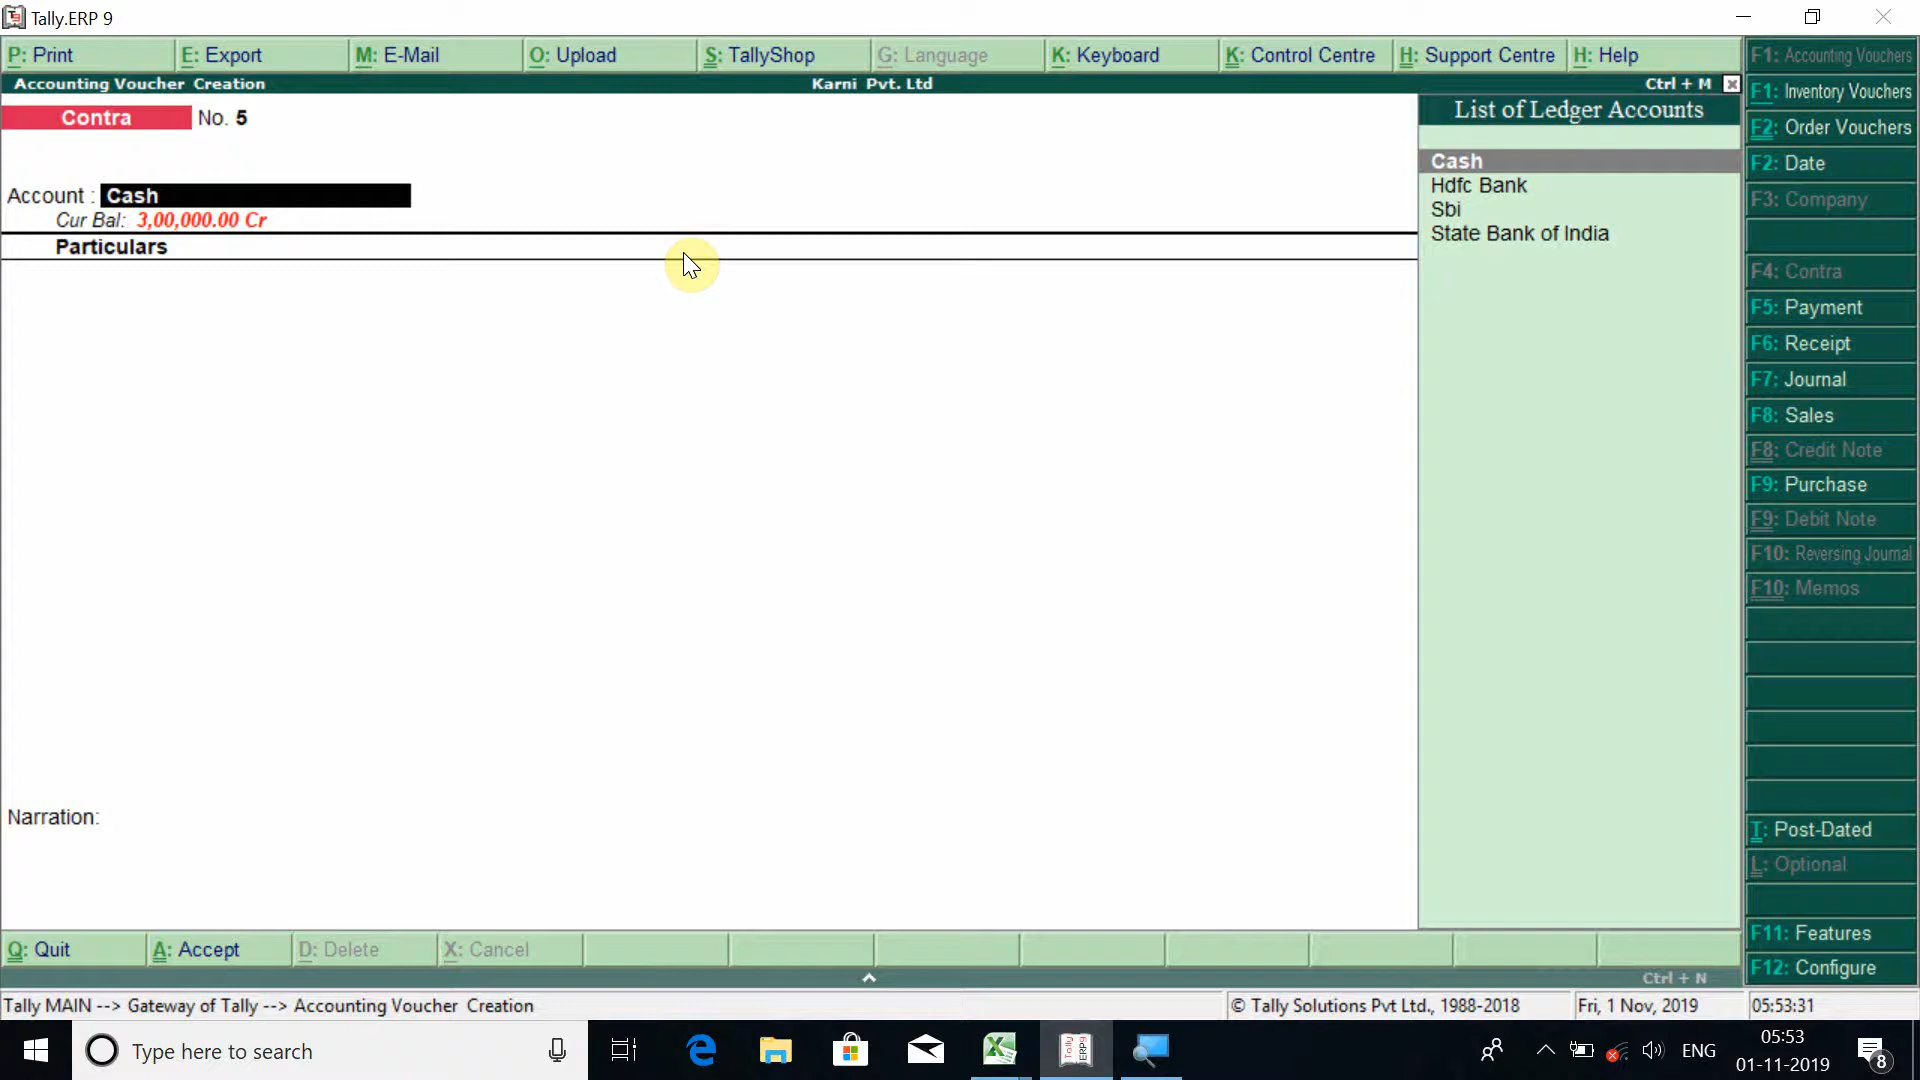 Tally.ERP 9
P: Print
E: Export
M: E-Mail
O: Upload
S: TallyShop
G: Language
K: Keyboard
K: Control Centre
H: Support Centre
H: Help
Accounting Voucher Creation
Karni Pvt. Ltd
Ctrl + M
Contra No. 5
Account : Cash
Cur Bal: 3,00,000.00 Cr
Particulars
Narration:
List of Ledger Accounts
Cash
Hdfc Bank
Sbi
State Bank of India
F1: Accounting Vouchers
F1: Inventory Vouchers
F2: Order Vouchers
F2: Date
F3: Company
F4: Contra
F5: Payment
F6: Receipt
F7: Journal
F8: Sales
F8: Credit Note
F9: Purchase
F9: Debit Note
F10: Reversing Journal
F10: Memos
T: Post-Dated
L: Optional
F11: Features
F12: Configure
Q: Quit
A: Accept
D: Delete
X: Cancel
Ctrl + N
Tally MAIN --> Gateway of Tally --> Accounting Voucher Creation
© Tally Solutions Pvt Ltd., 1988-2018
Fri, 1 Nov, 2019
05:53:31
Type here to search
Tally ERP9
ENG
05:53
01-11-2019
8